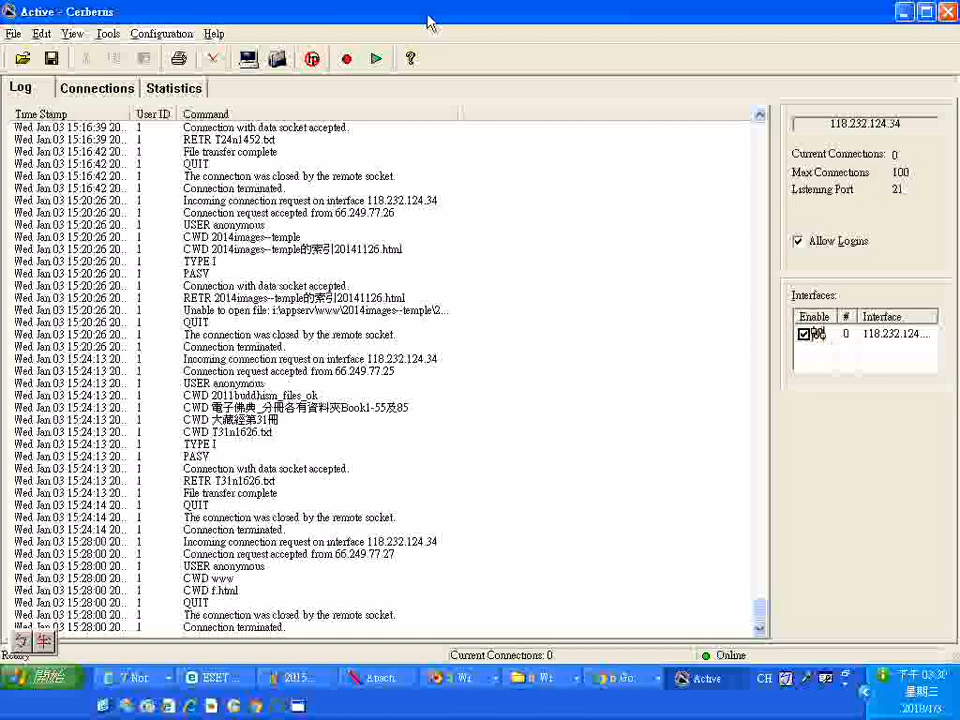 Active - Cerberus
File Edit View Tools Configuration Help
Log Connections Statistics
Time Stamp User ID Command
Wed Jan 03 15:16:39 20... 1 Connection with data socket accepted.
Wed Jan 03 15:16:39 20... 1 RETR T24n1452.txt
Wed Jan 03 15:16:42 20... 1 File transfer complete
Wed Jan 03 15:16:42 20... 1 QUIT
Wed Jan 03 15:16:42 20... 1 The connection was closed by the remote socket.
Wed Jan 03 15:16:42 20... 1 Connection terminated.
Wed Jan 03 15:20:26 20... 1 Incoming connection request on interface 118.232.124.34
Wed Jan 03 15:20:26 20... 1 Connection request accepted from 66.249.77.26
Wed Jan 03 15:20:26 20... 1 USER anonymous
Wed Jan 03 15:20:26 20... 1 CWD 2014images--temple
Wed Jan 03 15:20:26 20... 1 CWD 2014images--temple的索引20141126.html
Wed Jan 03 15:20:26 20... 1 TYPE I
Wed Jan 03 15:20:26 20... 1 PASV
Wed Jan 03 15:20:26 20... 1 Connection with data socket accepted.
Wed Jan 03 15:20:26 20... 1 RETR 2014images--temple的索引20141126.html
Wed Jan 03 15:20:26 20... 1 Unable to open file: i:\appserv\www\2014images--temple\2...
Wed Jan 03 15:20:26 20... 1 QUIT
Wed Jan 03 15:20:26 20... 1 The connection was closed by the remote socket.
Wed Jan 03 15:20:26 20... 1 Connection terminated.
Wed Jan 03 15:24:13 20... 1 Incoming connection request on interface 118.232.124.34
Wed Jan 03 15:24:13 20... 1 Connection request accepted from 66.249.77.25
Wed Jan 03 15:24:13 20... 1 USER anonymous
Wed Jan 03 15:24:13 20... 1 CWD 2011buddhism_files_ok
Wed Jan 03 15:24:13 20... 1 CWD 電子佛典_分冊各有資料夾Book1-55及85
Wed Jan 03 15:24:13 20... 1 CWD 大藏經第31冊
Wed Jan 03 15:24:13 20... 1 CWD T31n1626.txt
Wed Jan 03 15:24:13 20... 1 TYPE I
Wed Jan 03 15:24:13 20... 1 PASV
Wed Jan 03 15:24:13 20... 1 Connection with data socket accepted.
Wed Jan 03 15:24:13 20... 1 RETR T31n1626.txt
Wed Jan 03 15:24:13 20... 1 File transfer complete
Wed Jan 03 15:24:14 20... 1 QUIT
Wed Jan 03 15:24:14 20... 1 The connection was closed by the remote socket.
Wed Jan 03 15:24:14 20... 1 Connection terminated.
Wed Jan 03 15:28:00 20... 1 Incoming connection request on interface 118.232.124.34
Wed Jan 03 15:28:00 20... 1 Connection request accepted from 66.249.77.27
Wed Jan 03 15:28:00 20... 1 USER anonymous
Wed Jan 03 15:28:00 20... 1 CWD www
Wed Jan 03 15:28:00 20... 1 CWD f.html
Wed Jan 03 15:28:00 20... 1 QUIT
Wed Jan 03 15:28:00 20... 1 The connection was closed by the remote socket.
Wed Jan 03 15:28:00 20... 1 Connection terminated.
118.232.124.34
Current Connections: 0
Max Connections 100
Listening Port 21
Allow Logins
Interfaces:
Enable # Interface
0 118.232.124....
ㄅ 半
Current Connections: 0 Online
開始 7 Not ESET ... 2015... Apach Wi Wi Go Active CH 下午 03:30
星期三
2018/1/3